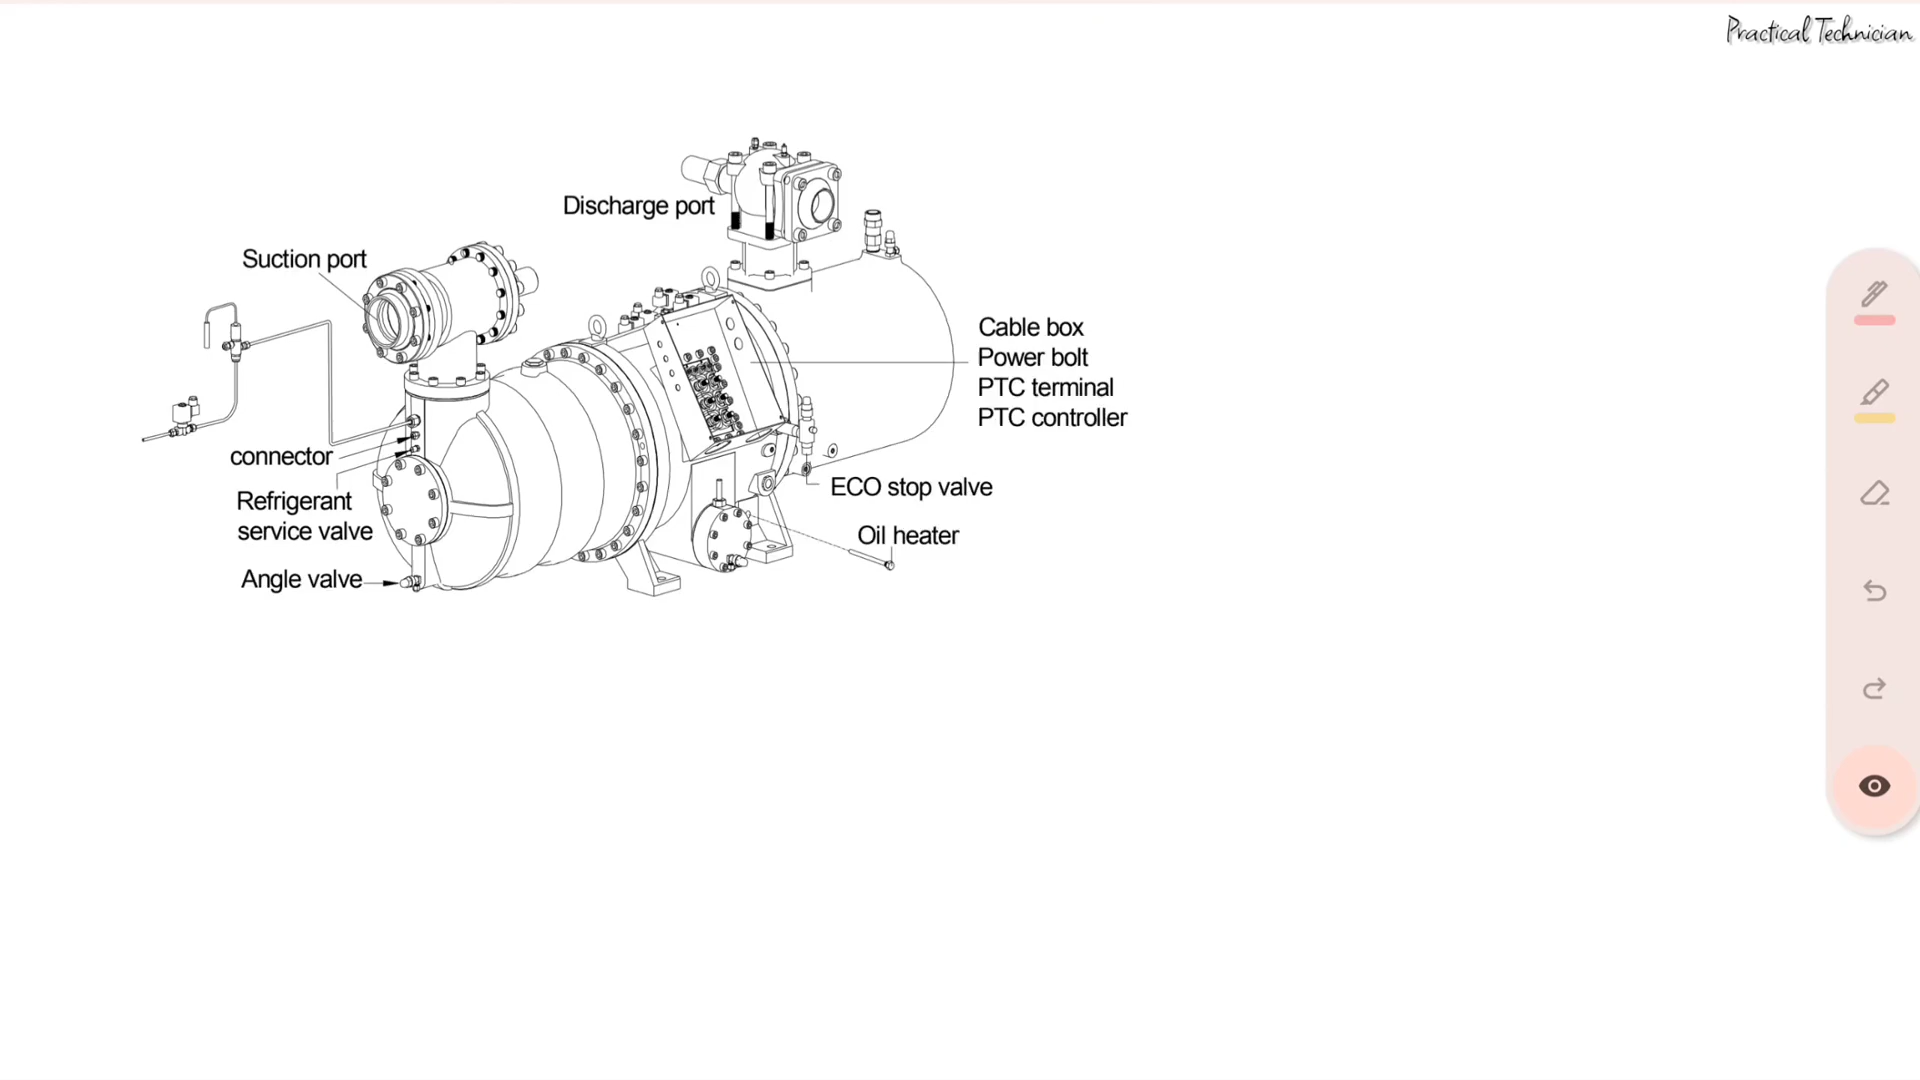 Practical Technician
Discharge port
Suction port
Cable box
Power bolt
PTC terminal
PTC controller
connector
Refrigerant
service valve
ECO stop valve
Oil heater
Angle valve